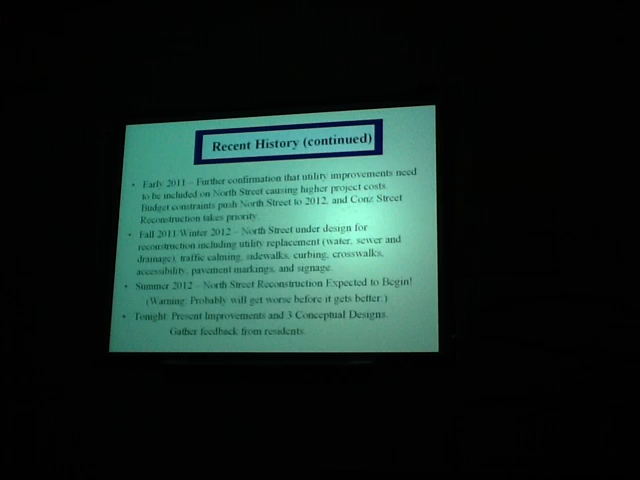 Recent History (continued)
• Early 2011 – Further confirmation that utility improvements need
to be included on North Street causing higher project costs.
Budget constraints push North Street to 2012, and Conz Street
Reconstruction takes priority.
• Fall 2011/Winter 2012 – North Street under design for
reconstruction including utility replacement (water, sewer and
drainage), traffic calming, sidewalks, curbing, crosswalks,
accessibility, pavement markings, and signage.
• Summer 2012 – North Street Reconstruction Expected to Begin!
(Warning: Probably will get worse before it gets better.)
• Tonight: Present Improvements and 3 Conceptual Designs.
Gather feedback from residents.